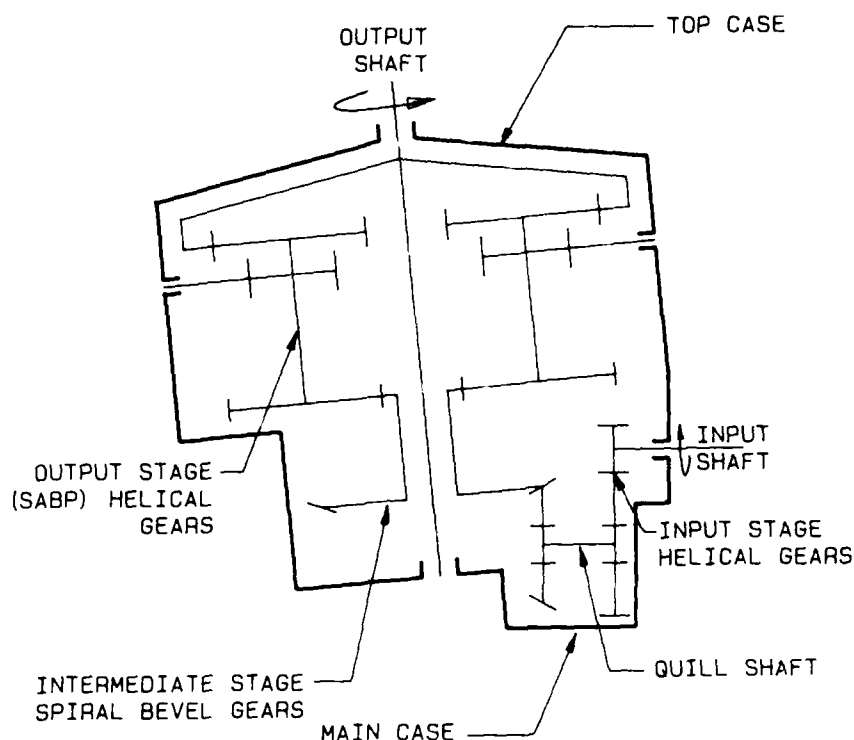 OUTPUT
SHAFT
TOP CASE
INPUT
SHAFT
OUTPUT STAGE
(SABP) HELICAL
GEARS
INPUT STAGE
HELICAL GEARS
QUILL SHAFT
INTERMEDIATE STAGE
SPIRAL BEVEL GEARS
MAIN CASE